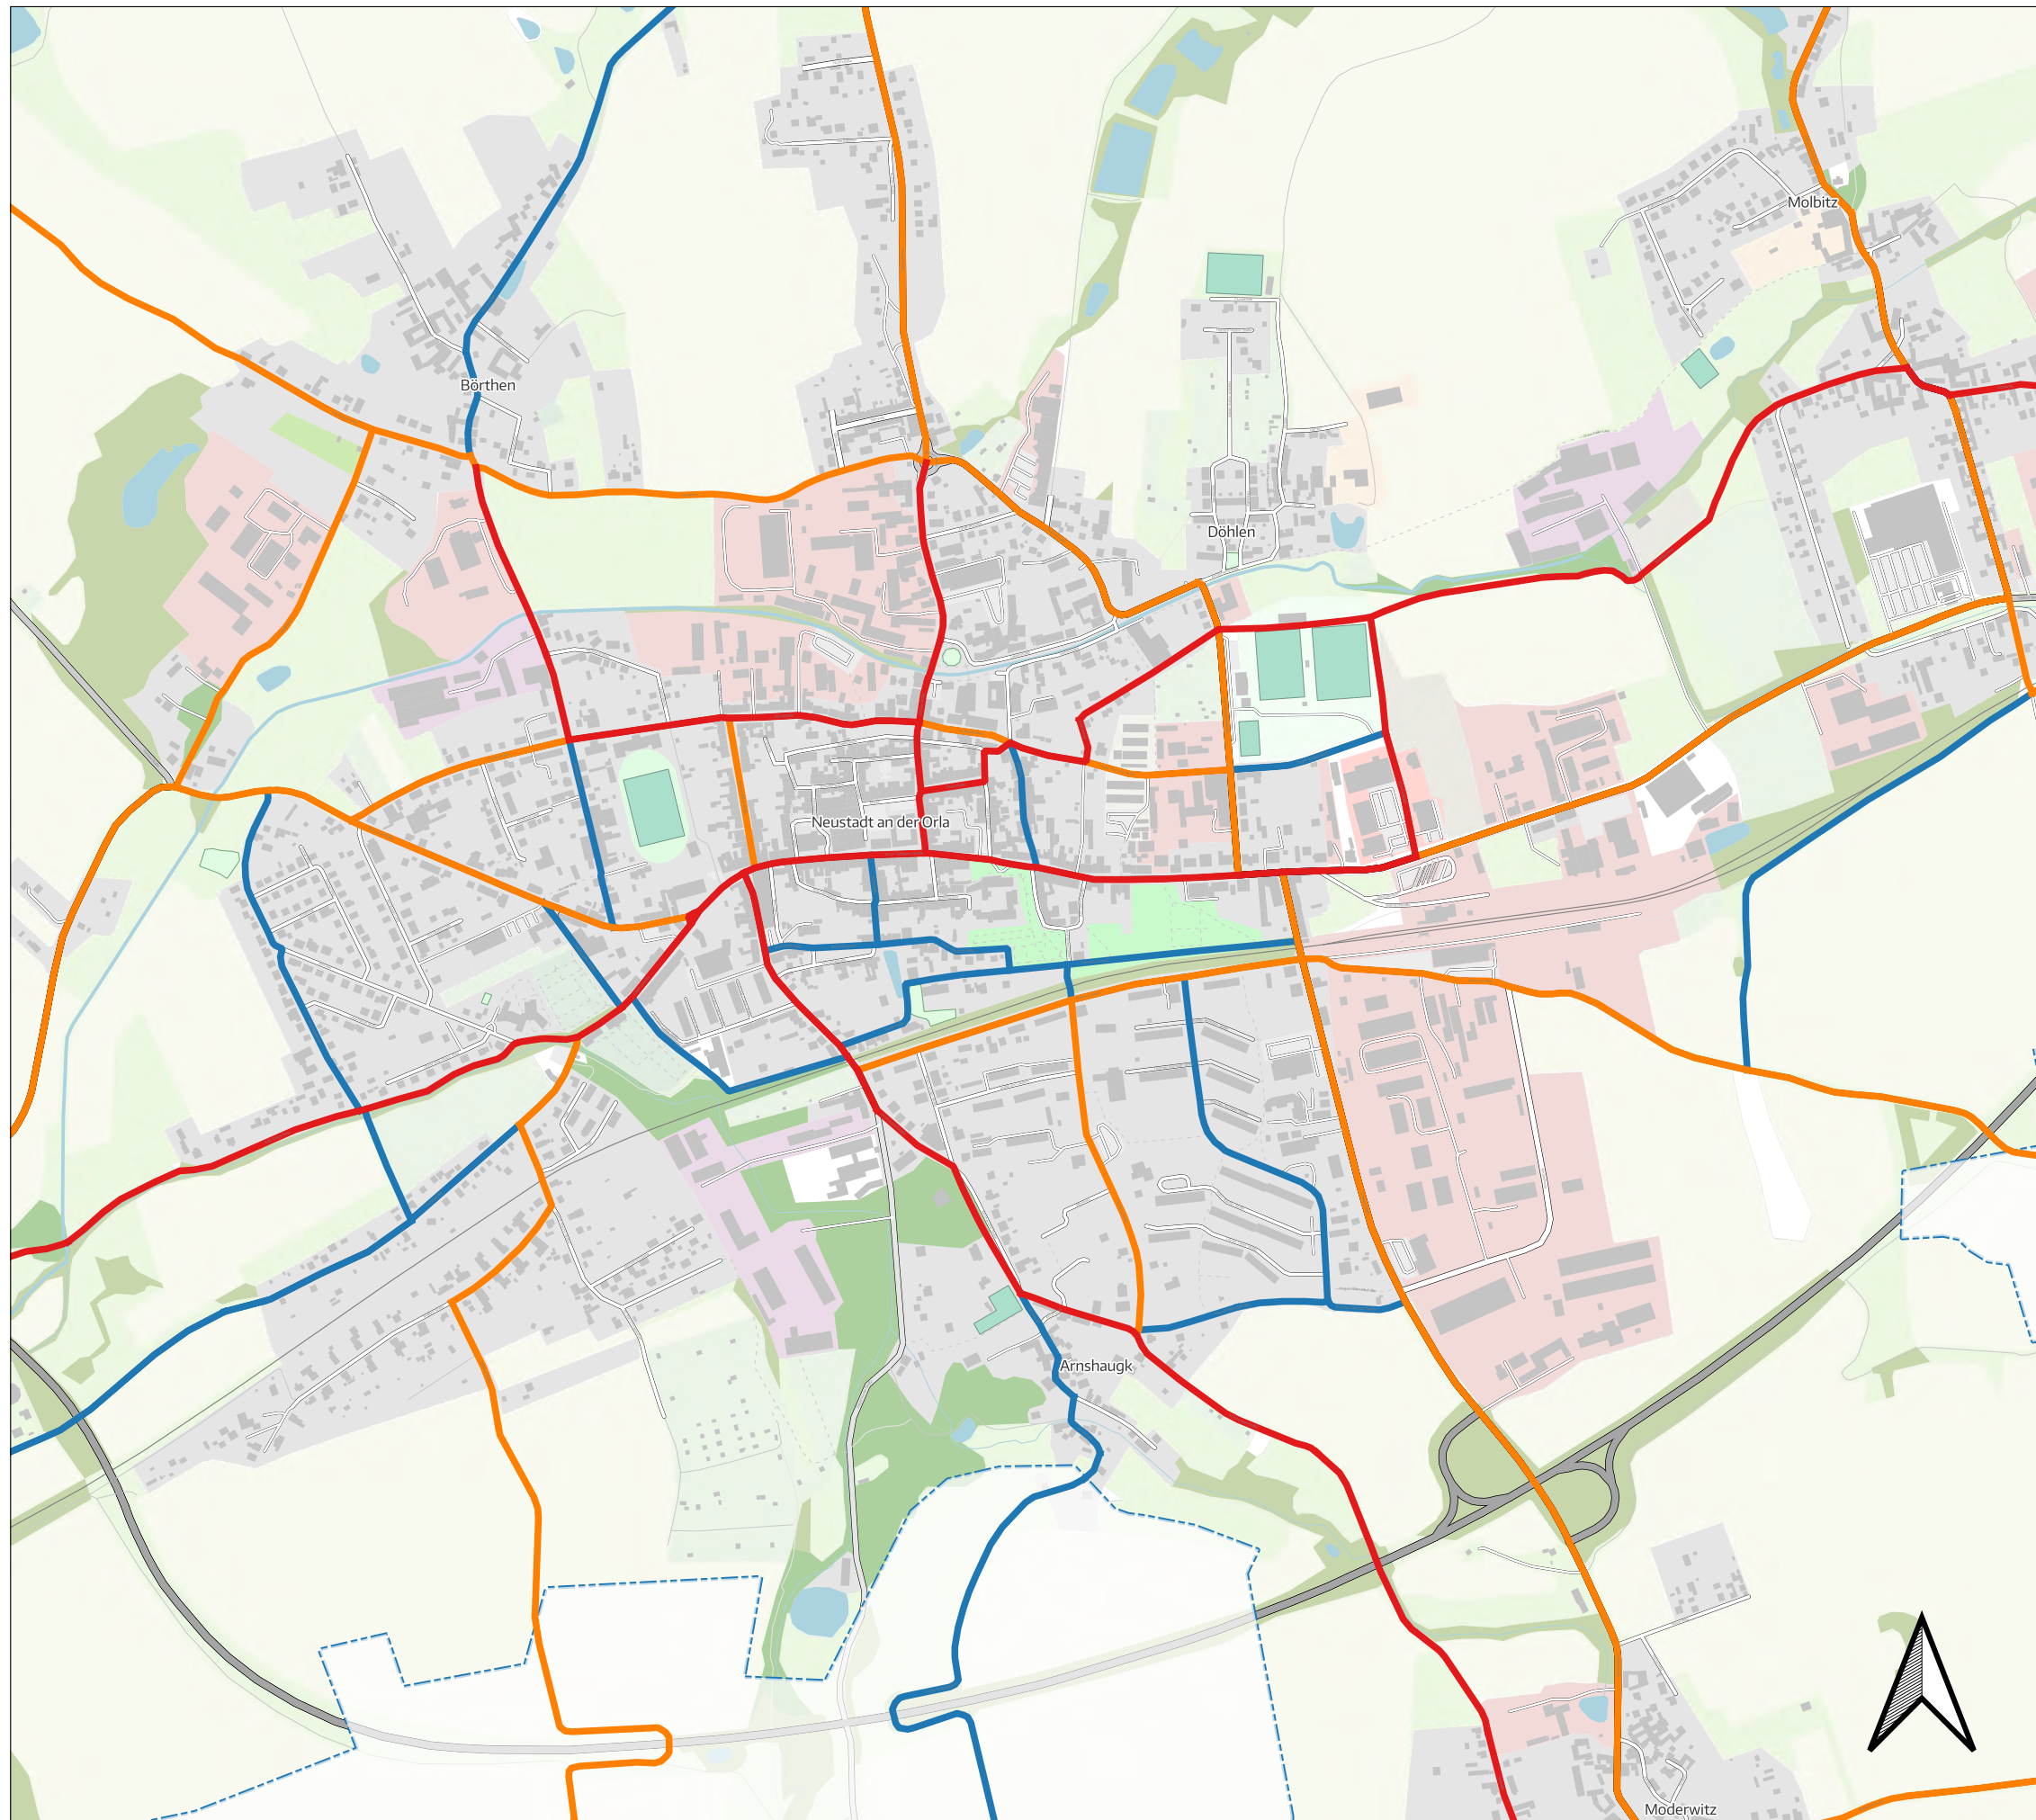 Molbitz
Börthen
Döhlen
Neustadt an der Orla
Arnshaugk
Moderwitz